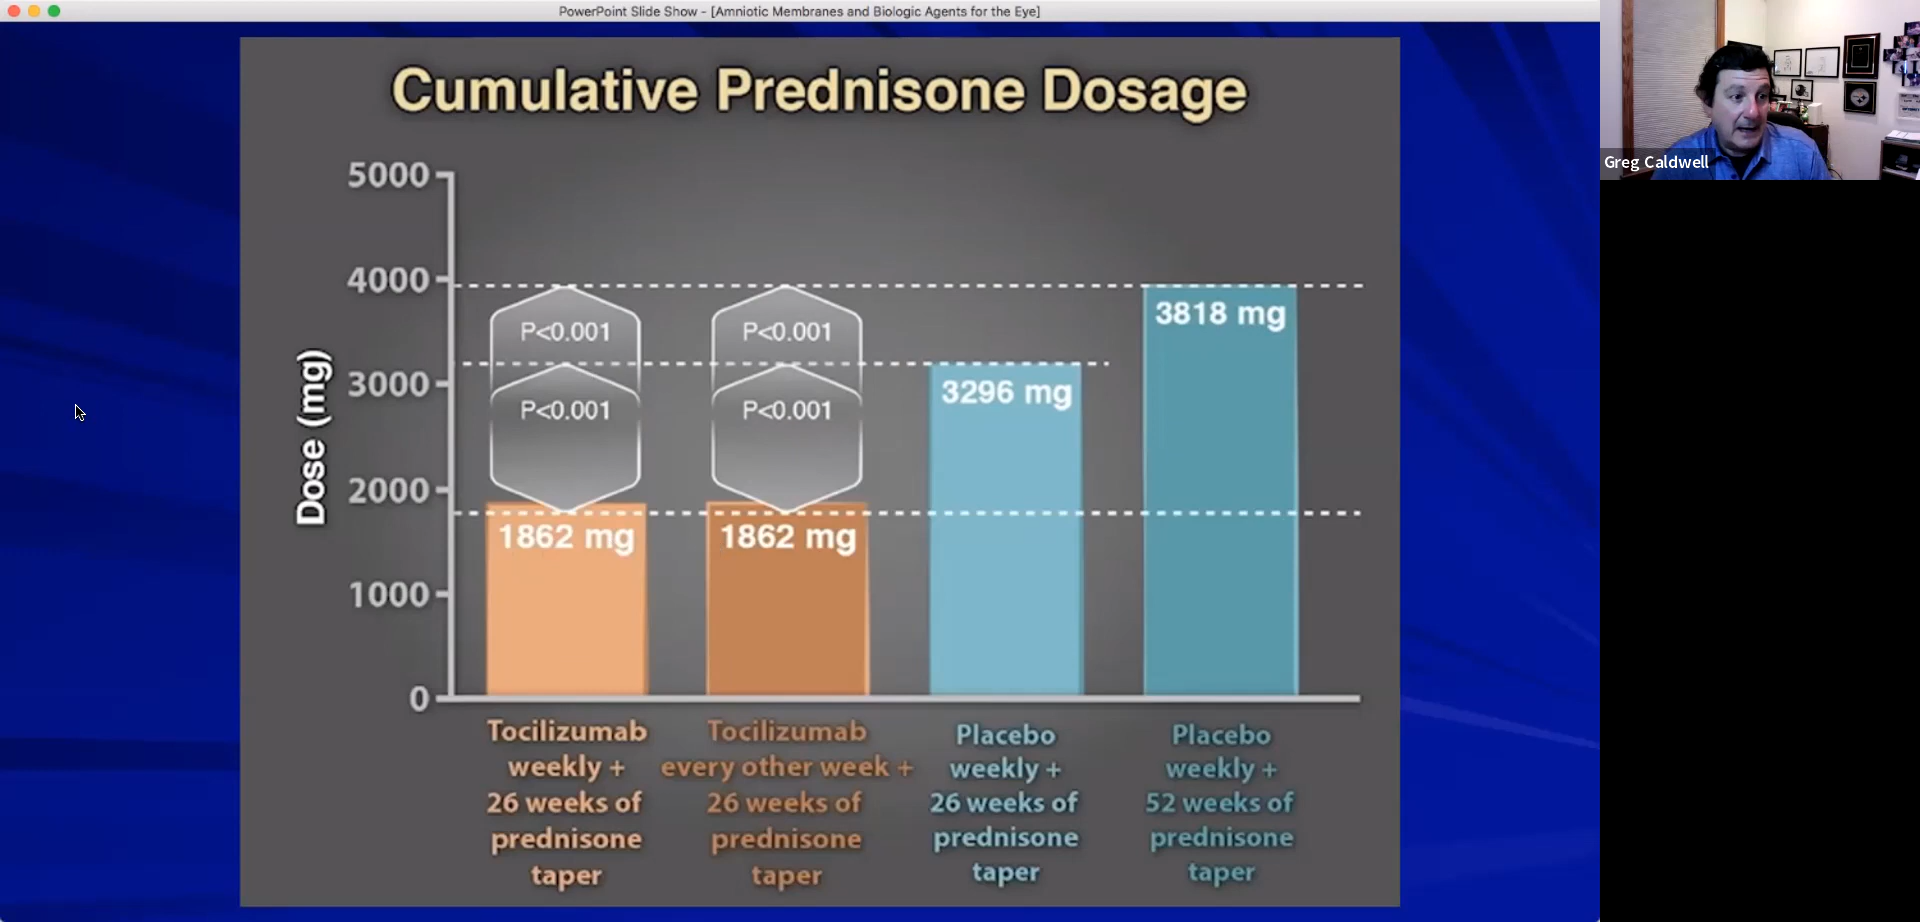 PowerPoint Slide Show - [Amniotic Membranes and Biologic Agents for the Eye]
Cumulative Prednisone Dosage
Greg Caldwell
Dose (mg)
5000
4000
3000
2000
1000
0
P<0.001
P<0.001
P<0.001
P<0.001
1862 mg
1862 mg
3296 mg
3818 mg
Tocilizumab
weekly +
26 weeks of
prednisone
taper
Tocilizumab
every other week +
26 weeks of
prednisone
taper
Placebo
weekly +
26 weeks of
prednisone
taper
Placebo
weekly +
52 weeks of
prednisone
taper